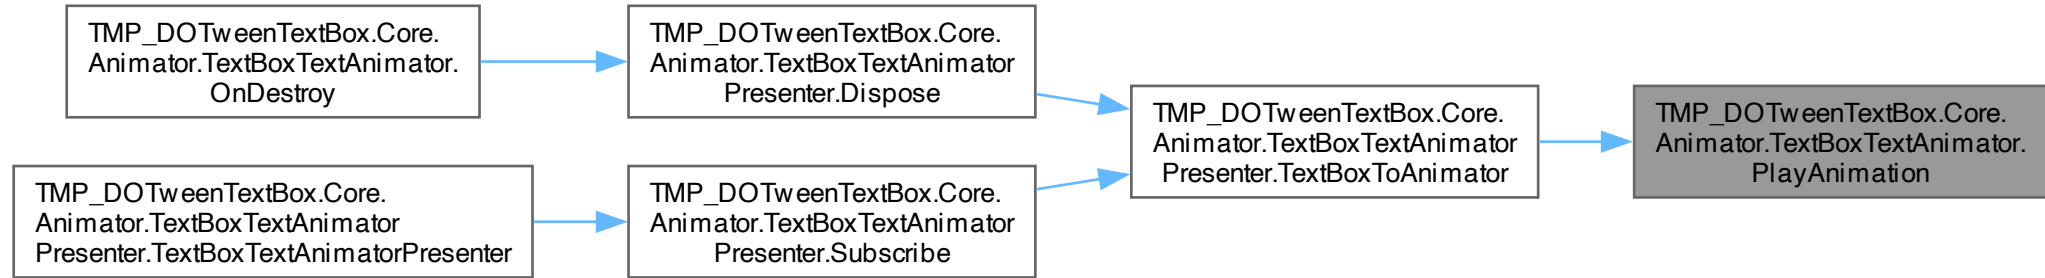 TMP_DOTweenTextBox.Core.
Animator.TextBoxTextAnimator.
OnDestroy
TMP_DOTweenTextBox.Core.
Animator.TextBoxTextAnimator
Presenter.Dispose
TMP_DOTweenTextBox.Core.
Animator.TextBoxTextAnimator
Presenter.TextBoxTextAnimatorPresenter
TMP_DOTweenTextBox.Core.
Animator.TextBoxTextAnimator
Presenter.Subscribe
TMP_DOTweenTextBox.Core.
Animator.TextBoxTextAnimator
Presenter.TextBoxToAnimator
TMP_DOTweenTextBox.Core.
Animator.TextBoxTextAnimator.
PlayAnimation